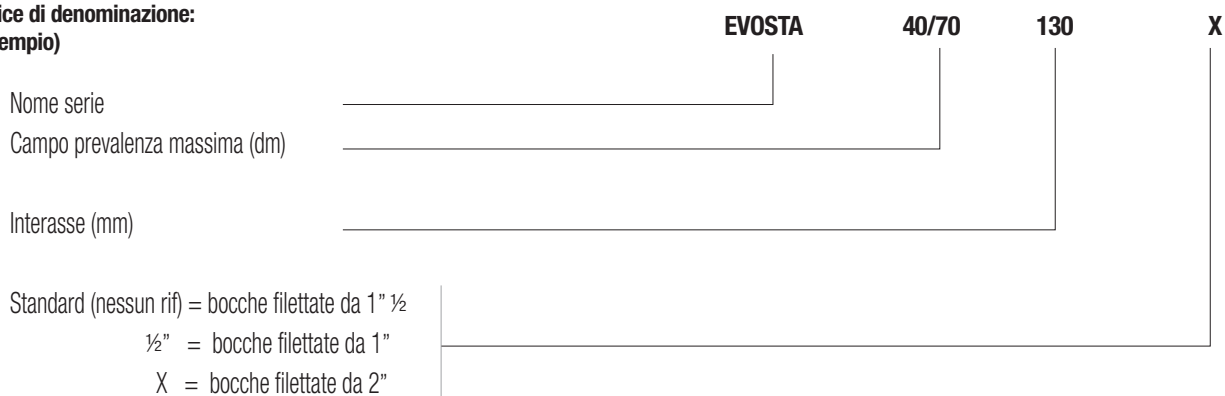 ice di denominazione:
empio)
EVOSTA 40/70 130 X
Nome serie
Campo prevalenza massima (dm)
Interasse (mm)
Standard (nessun rif) = bocche filettate da 1” ½
½” = bocche filettate da 1”
X = bocche filettate da 2”